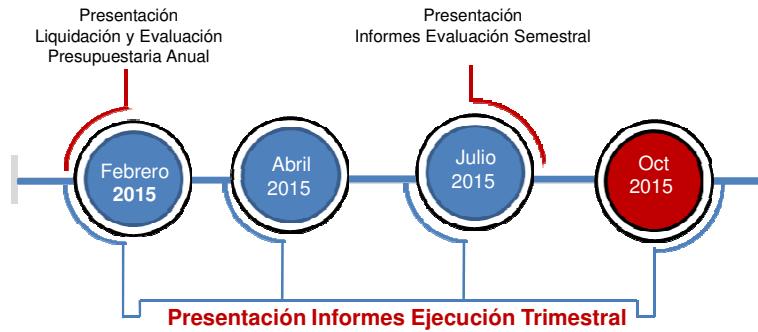 Presentación
Liquidación y Evaluación
Presupuestaria Anual
Presentación
Informes Evaluación Semestral
Febrero
2015
Abril
2015
Julio
2015
Oct
2015
Presentación Informes Ejecución Trimestral